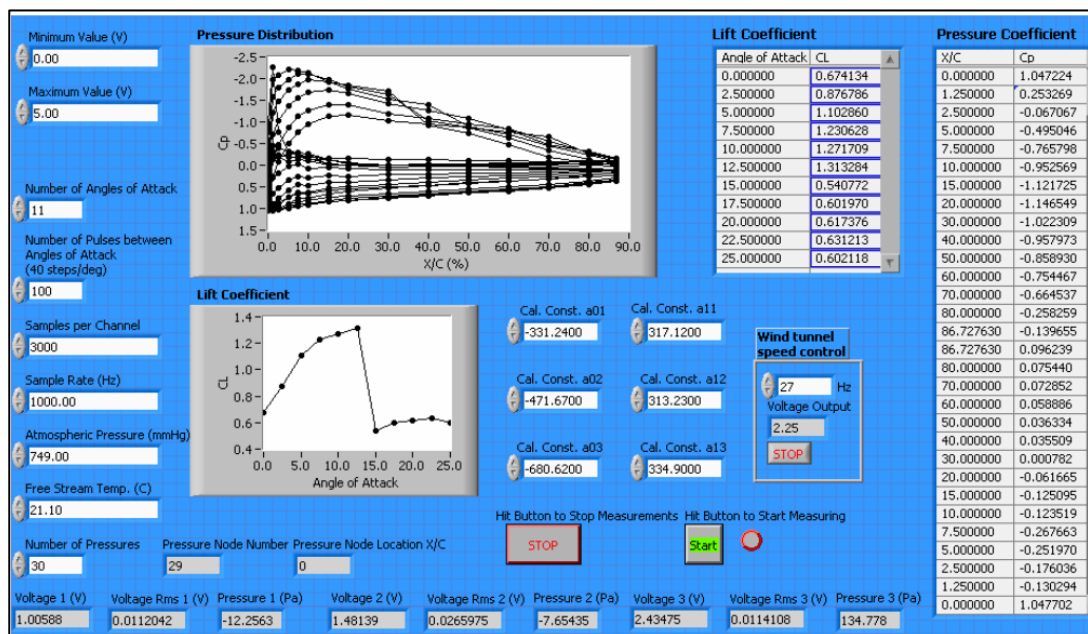 Minimum Value (V)
0.00
Maximum Value (V)
5.00
Number of Angles of Attack
11
Number of Pulses between
Angles of Attack
(40 steps/deg)
100
Samples per Channel
3000
Sample Rate (Hz)
1000.00
Atmospheric Pressure (mmHg)
749.00
Free Stream Temp. (C)
21.10
Number of Pressures
30
Pressure Distribution
Cp
-2.5
-2.0
-1.5
-1.0
-0.5
0.0
0.5
1.0
1.5
0.0 10.0 20.0 30.0 40.0 50.0 60.0 70.0 80.0 90.0
X/C (%)
Lift Coefficient
CL
1.4
1.2
1.0
0.8
0.6
0.4
0.0 5.0 10.0 15.0 20.0 25.0
Angle of Attack
Pressure Node Number
29
Pressure Node Location X/C
0
Cal. Const. a01
-331.2400
Cal. Const. a11
317.1200
Cal. Const. a02
-471.6700
Cal. Const. a12
313.2300
Cal. Const. a03
-680.6200
Cal. Const. a13
334.9000
Wind tunnel
speed control
27 Hz
Voltage Output
2.25
STOP
Hit Button to Stop Measurements
STOP
Hit Button to Start Measuring
Start
Lift Coefficient
Angle of Attack CL
0.000000 0.674134
2.500000 0.876786
5.000000 1.102860
7.500000 1.230628
10.000000 1.271709
12.500000 1.313284
15.000000 0.540772
17.500000 0.601970
20.000000 0.617376
22.500000 0.631213
25.000000 0.602118
Pressure Coefficient
X/C Cp
0.000000 1.047224
1.250000 0.253269
2.500000 -0.067067
5.000000 -0.495046
7.500000 -0.765798
10.000000 -0.952569
15.000000 -1.121725
20.000000 -1.146549
30.000000 -1.022309
40.000000 -0.957973
50.000000 -0.858930
60.000000 -0.754467
70.000000 -0.664537
80.000000 -0.258259
86.727630 -0.139655
86.727630 0.096239
80.000000 0.075440
70.000000 0.072852
60.000000 0.058886
50.000000 0.036334
40.000000 0.035509
30.000000 0.000782
20.000000 -0.061665
15.000000 -0.125095
10.000000 -0.123519
7.500000 -0.267663
5.000000 -0.251970
2.500000 -0.176036
1.250000 -0.130294
0.000000 1.047702
Voltage 1 (V)
1.00588
Voltage Rms 1 (V)
0.0112042
Pressure 1 (Pa)
-12.2563
Voltage 2 (V)
1.48139
Voltage Rms 2 (V)
0.0265975
Pressure 2 (Pa)
-7.65435
Voltage 3 (V)
2.43475
Voltage Rms 3 (V)
0.0114108
Pressure 3 (Pa)
134.778